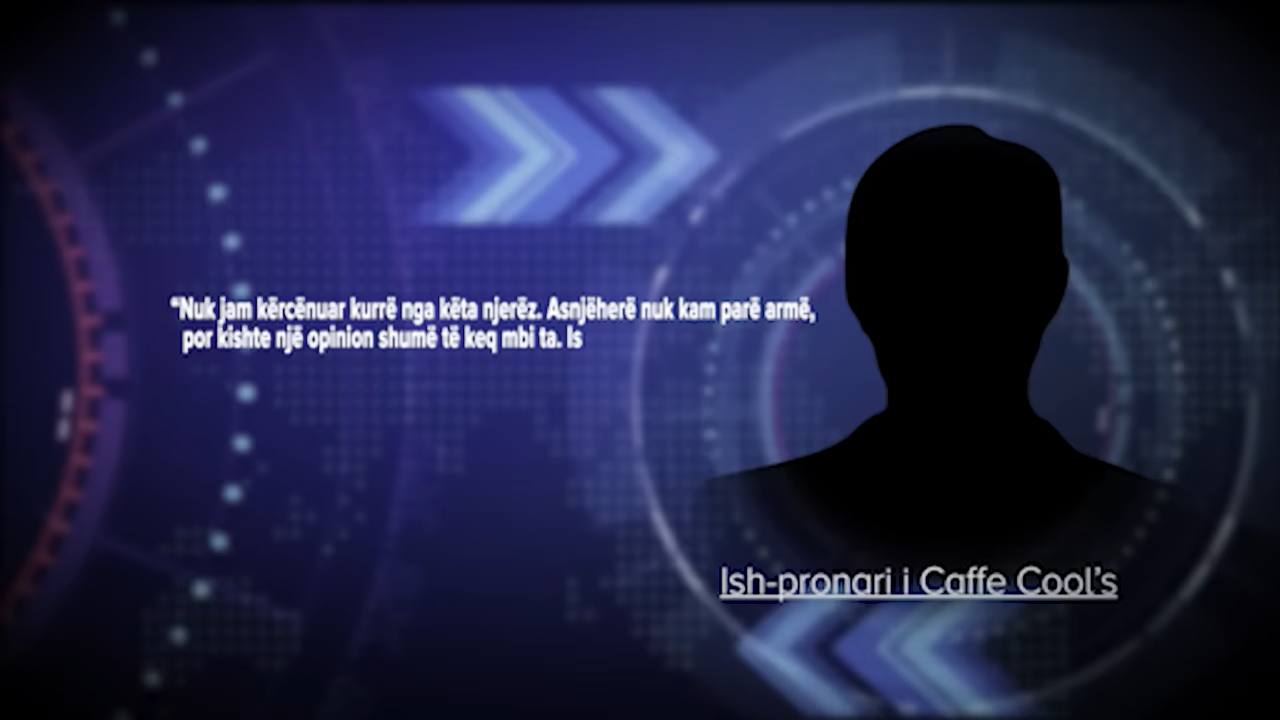 “Nuk jam kërcënuar kurrë nga këta njerëz. Asnjëherë nuk kam parë armë,
por kishte një opinion shumë të keq mbi ta. Is
Ish-pronari i Caffe Cool’s